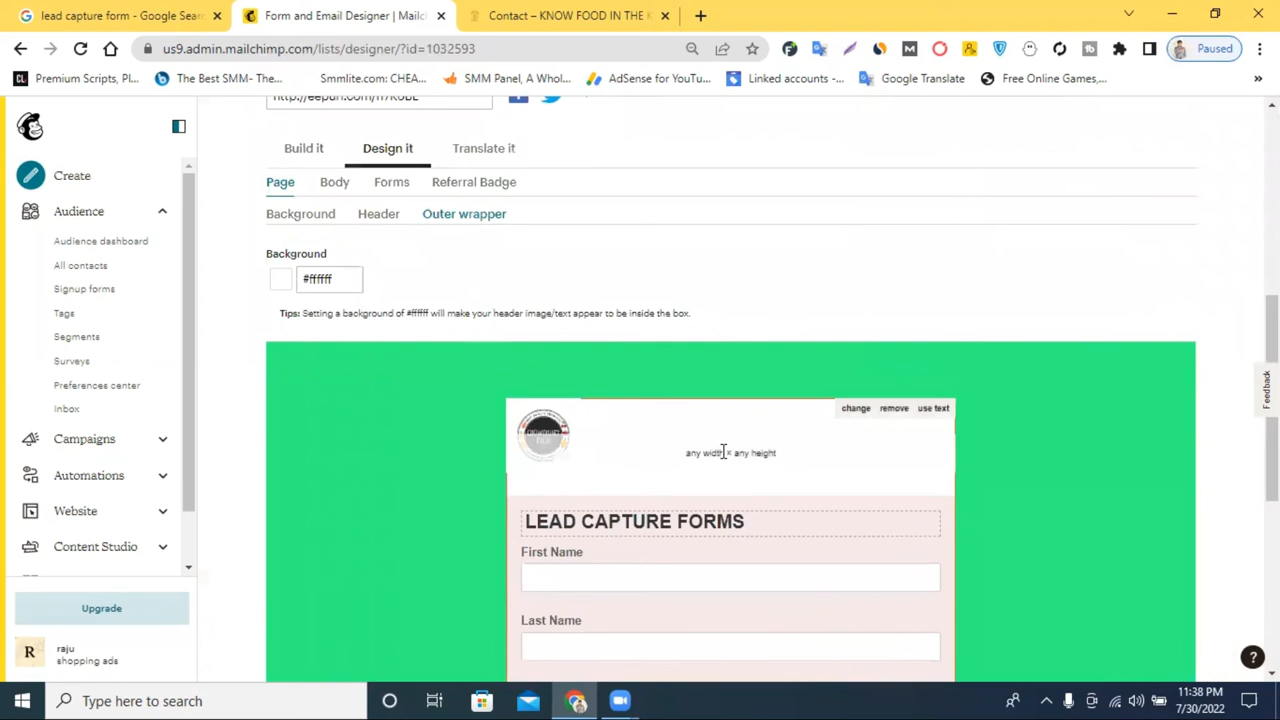 lead capture form - Google Sear
Form and Email Designer | Mailc
Contact – KNOW FOOD IN THE K
us9.admin.mailchimp.com/lists/designer/?id=1032593
Paused
Premium Scripts, Pl...
The Best SMM- The...
Smmlite.com: CHEA...
SMM Panel, A Whol...
AdSense for YouTu...
Linked accounts -...
Google Translate
Free Online Games,...
»
Create
Audience
Audience dashboard
All contacts
Signup forms
Tags
Segments
Surveys
Preferences center
Inbox
Campaigns
Automations
Website
Content Studio
Upgrade
R
raju
shopping ads
Build it
Design it
Translate it
Page
Body
Forms
Referral Badge
Background
Header
Outer wrapper
Background
#ffffff
Tips: Setting a background of #ffffff will make your header image/text appear to be inside the box.
change
remove
use text
any width × any height
LEAD CAPTURE FORMS
First Name
Last Name
Feedback
?
Type here to search
11:38 PM
7/30/2022